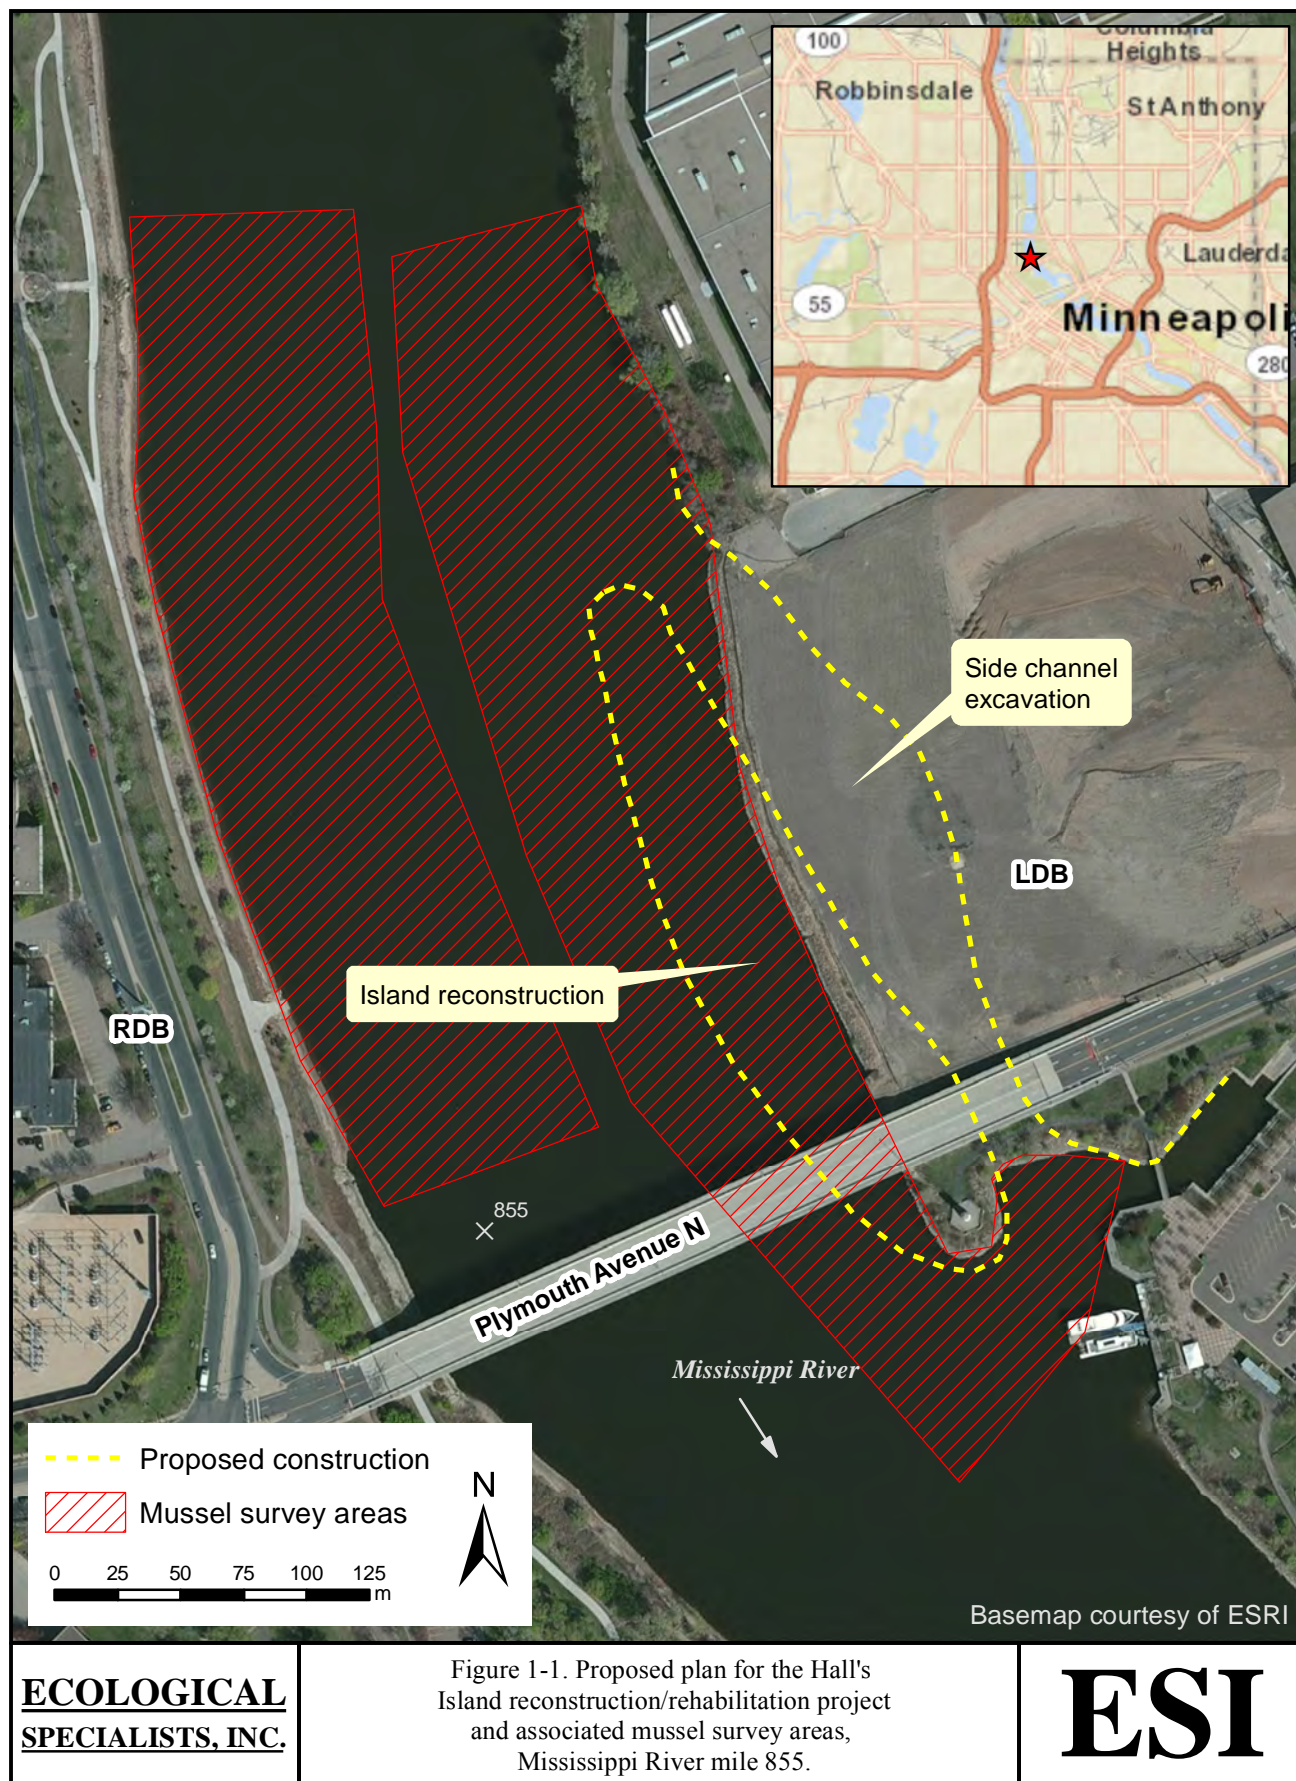 100
Columbia
Heights
Robbinsdale
St Anthony
Lauderda
55
Minneapoli
280
Side channel
excavation
LDB
Island reconstruction
RDB
855
Plymouth Avenue N
Mississippi River
Proposed construction
Mussel survey areas
N
0 25 50 75 100 125
m
Basemap courtesy of ESRI
ECOLOGICAL
SPECIALISTS, INC.
Figure 1-1. Proposed plan for the Hall's
Island reconstruction/rehabilitation project
and associated mussel survey areas,
Mississippi River mile 855.
ESI